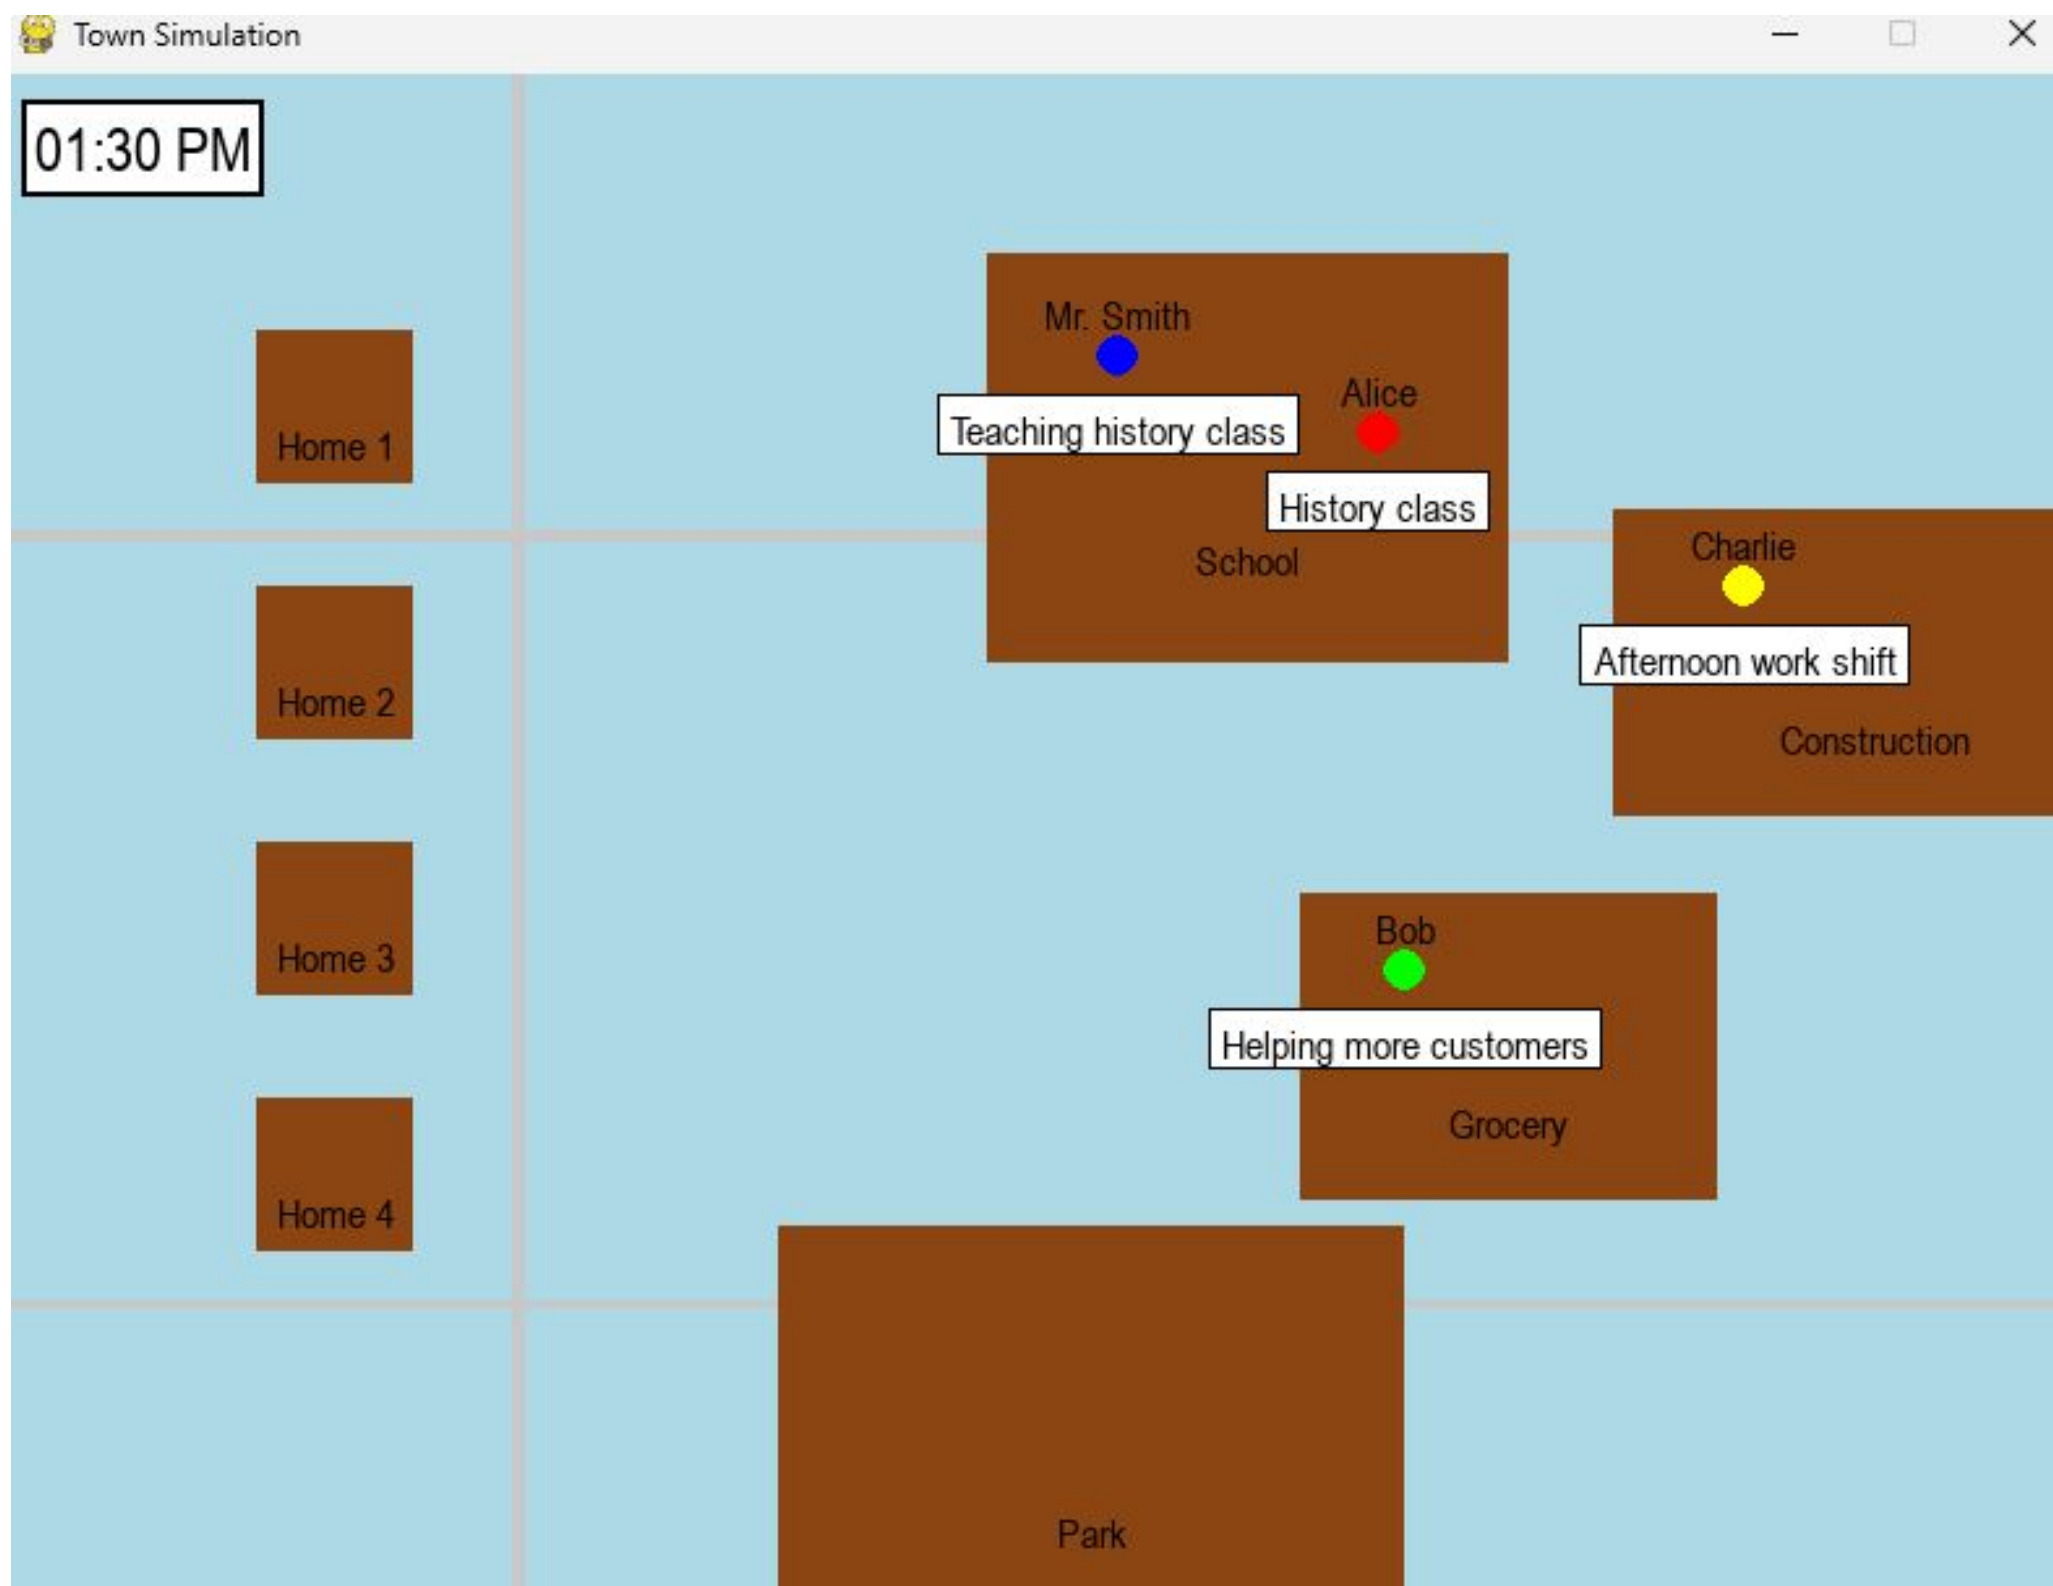 Town Simulation
01:30 PM
Mr. Smith
Teaching history class
Alice
History class
School
Home 1
Charlie
Afternoon work shift
Construction
Home 2
Bob
Helping more customers
Grocery
Home 3
Home 4
Park